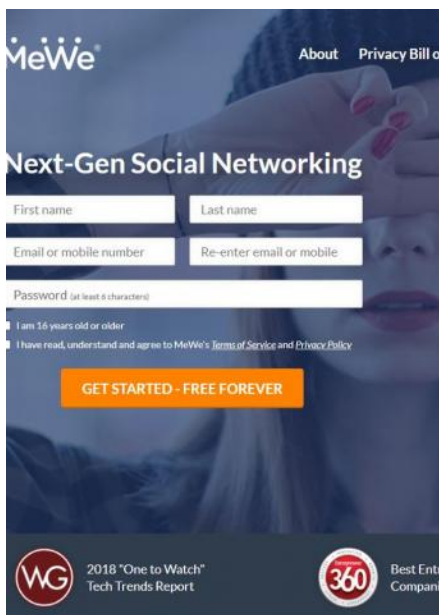 MeWe®
About Privacy Bill o
Next-Gen Social Networking
First name Last name
Email or mobile number Re-enter email or mobile
Password (at least 6 characters)
I am 16 years old or older
I have read, understand and agree to MeWe's Terms of Service and Privacy Policy
GET STARTED - FREE FOREVER
WG
2018 "One to Watch"
Tech Trends Report
360
Best Ent
Compani